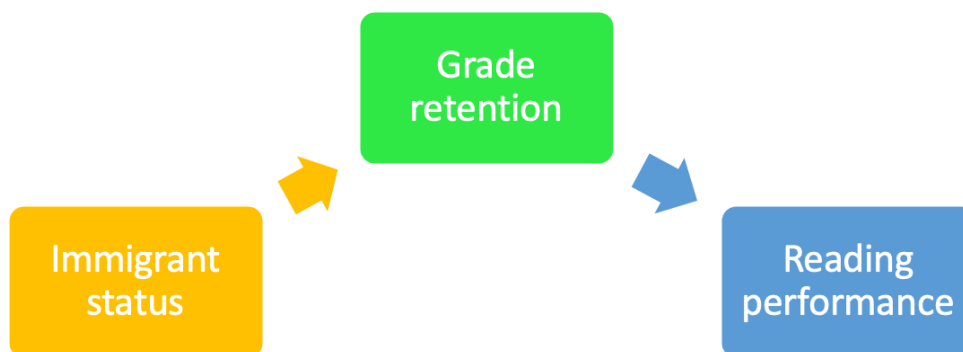 Grade
retention
Immigrant
status
Reading
performance